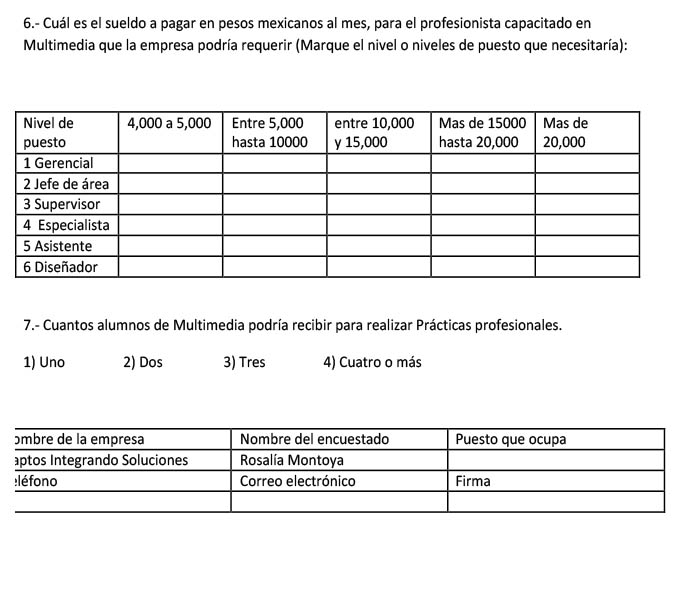 6.- Cuál es el sueldo a pagar en pesos mexicanos al mes, para el profesionista capacitado en
Multimedia que la empresa podría requerir (Marque el nivel o niveles de puesto que necesitaría):
Nivel de puesto 4,000 a 5,000 Entre 5,000 hasta 10000 entre 10,000 y 15,000 Mas de 15000 hasta 20,000 Mas de 20,000
1 Gerencial
2 Jefe de área
3 Supervisor
4 Especialista
5 Asistente
6 Diseñador
7.- Cuantos alumnos de Multimedia podría recibir para realizar Prácticas profesionales.
1) Uno 2) Dos 3) Tres 4) Cuatro o más
ombre de la empresa Nombre del encuestado Puesto que ocupa
aptos Integrando Soluciones Rosalía Montoya
eléfono Correo electrónico Firma